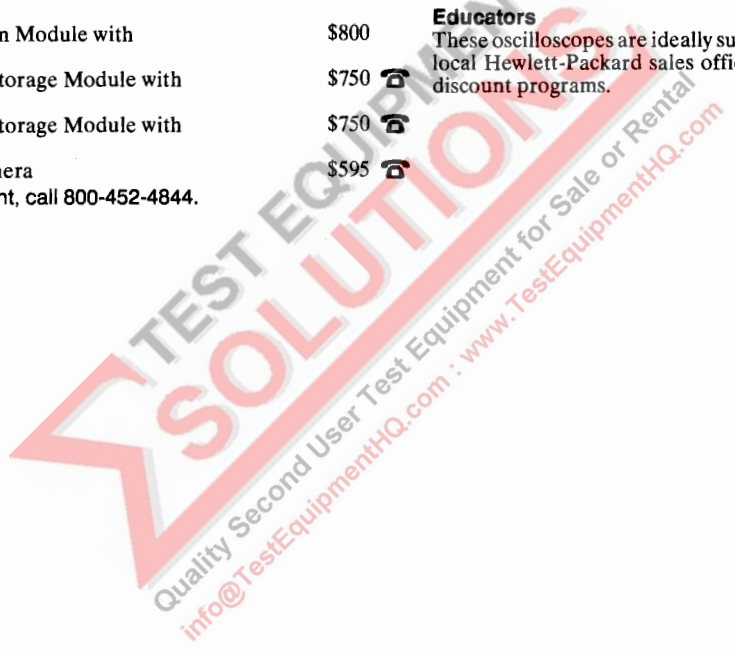 n Module with $800
torage Module with $750 ☎
torage Module with $750 ☎
era $595 ☎
nt, call 800-452-4844.
Educators
These oscilloscopes are ideally su
local Hewlett-Packard sales offi
discount programs.
TEST EQUIPMENT
SOLUTIONS
Quality Second User Test Equipment for Sale or Rental
info@TestEquipmentHQ.com : www.TestEquipmentHQ.com